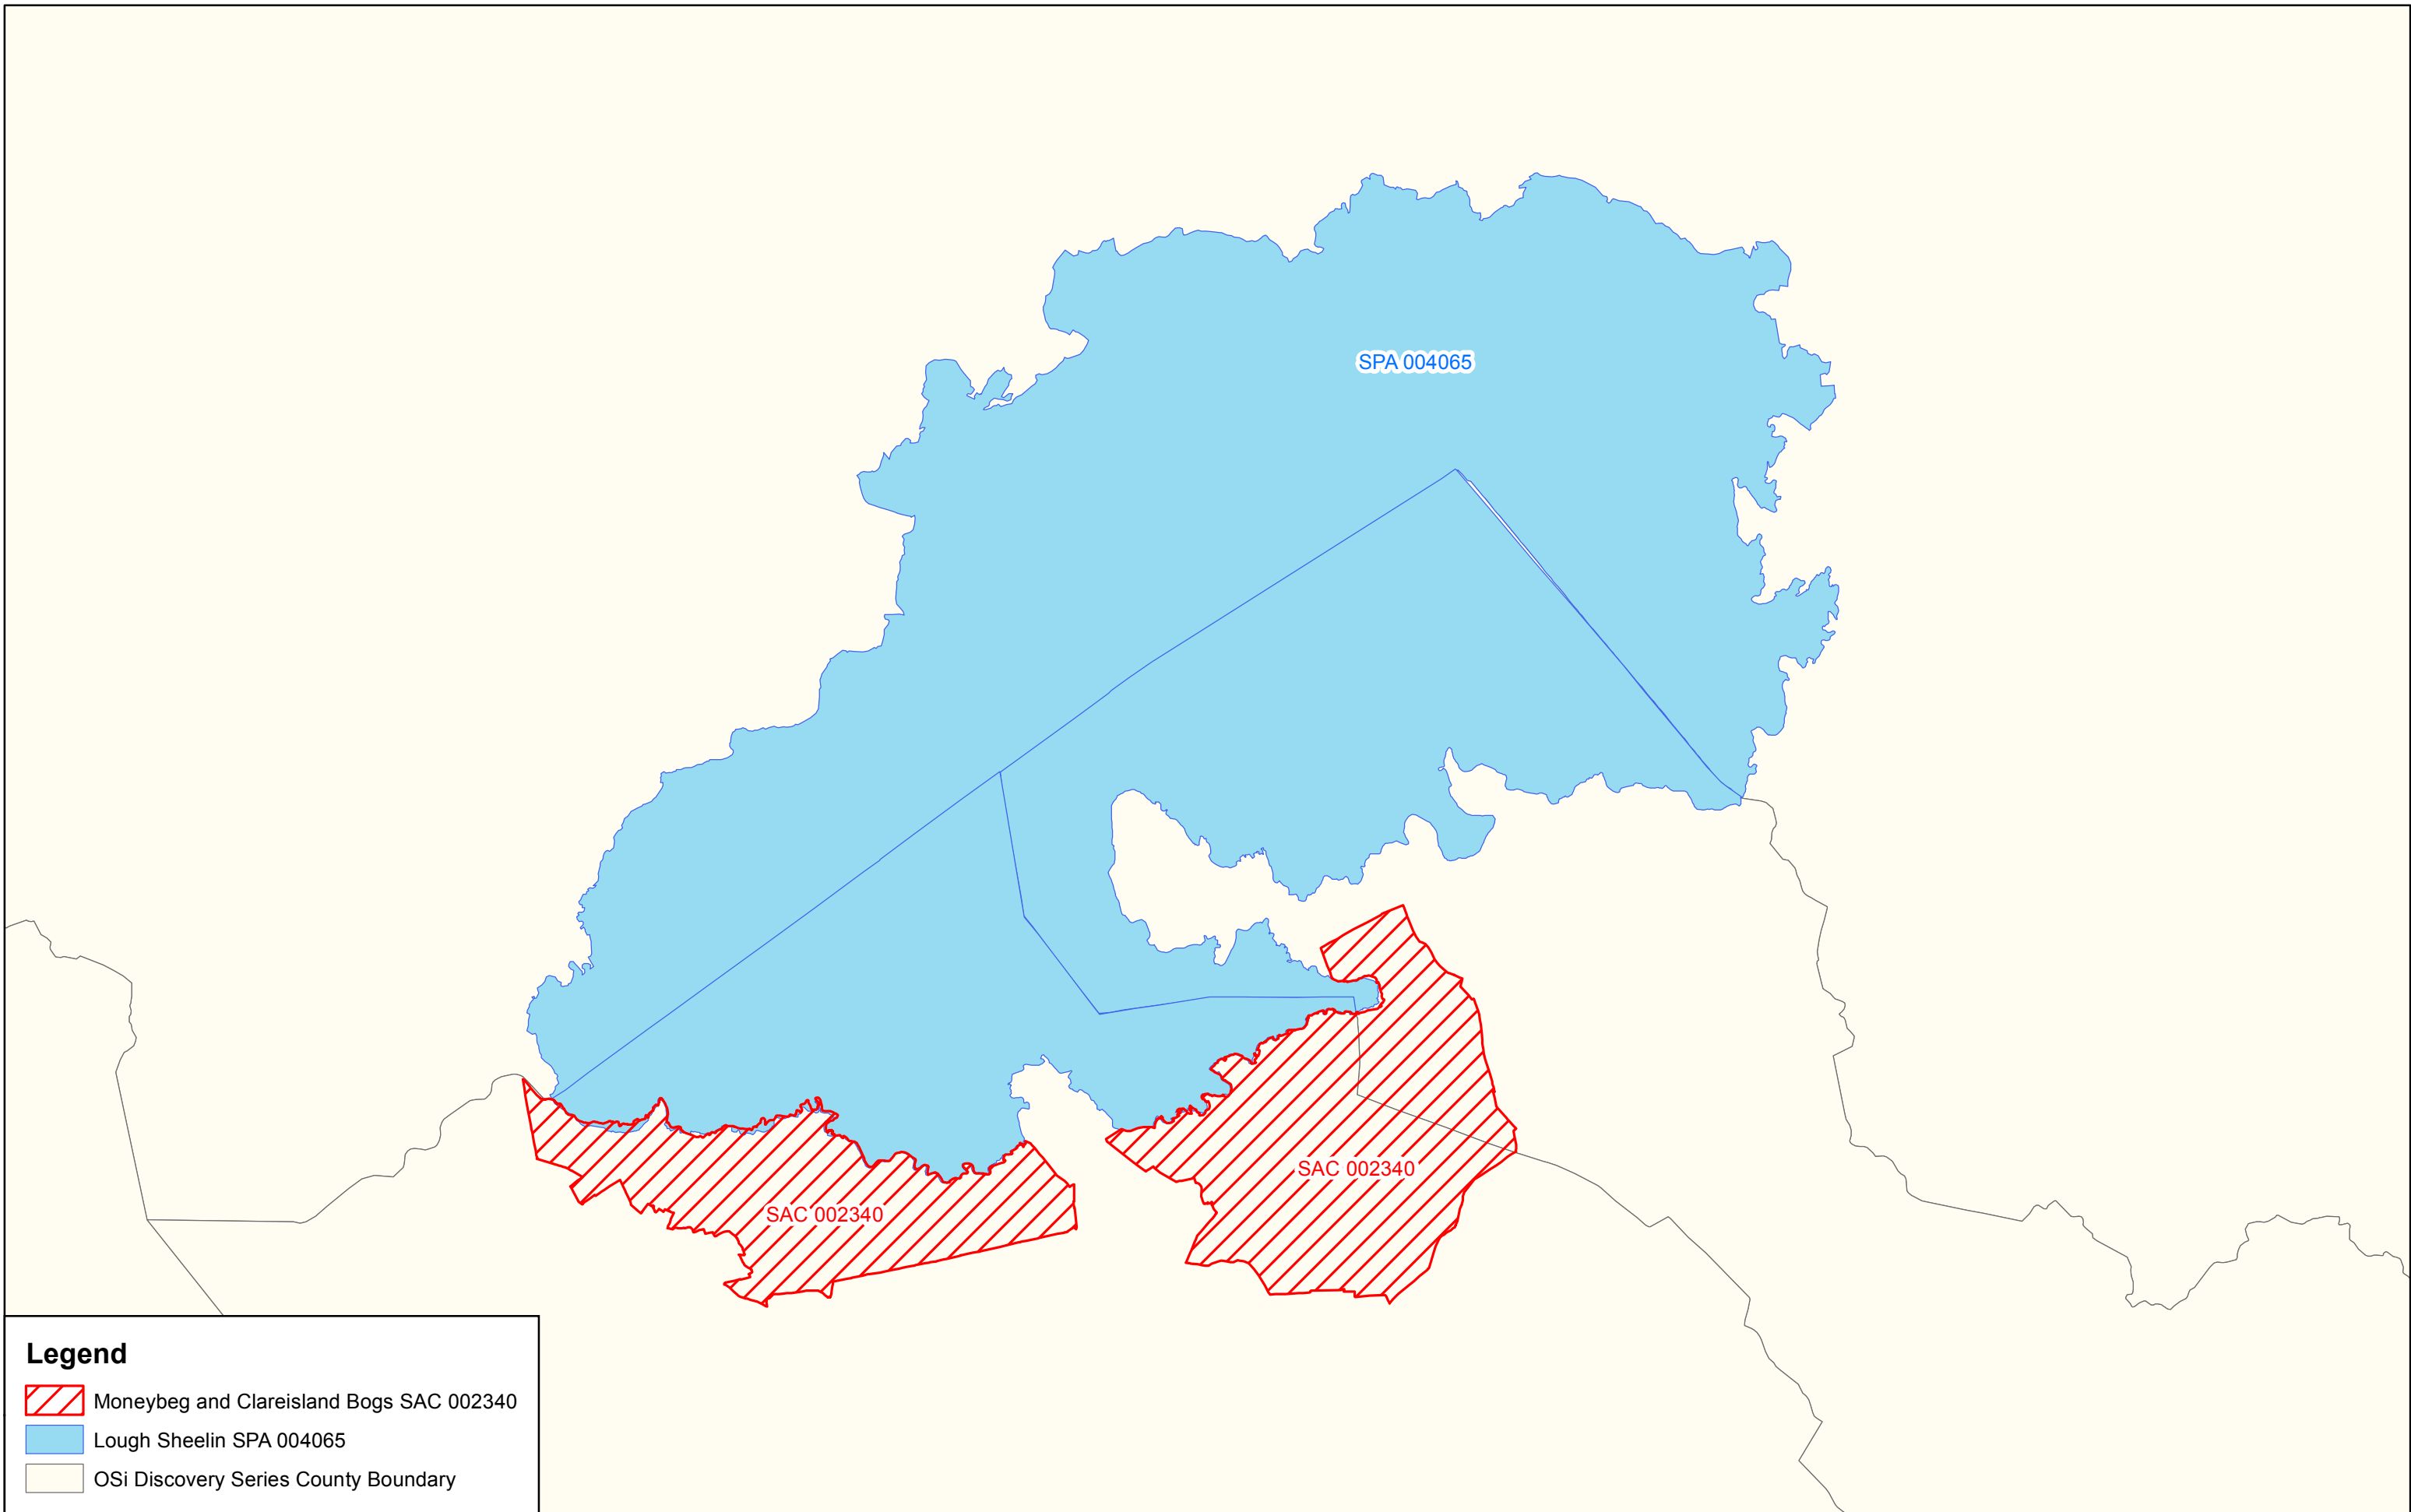 SPA 004065
SAC 002340
SAC 002340
Legend
Moneybeg and Clareisland Bogs SAC 002340
Lough Sheelin SPA 004065
OSi Discovery Series County Boundary